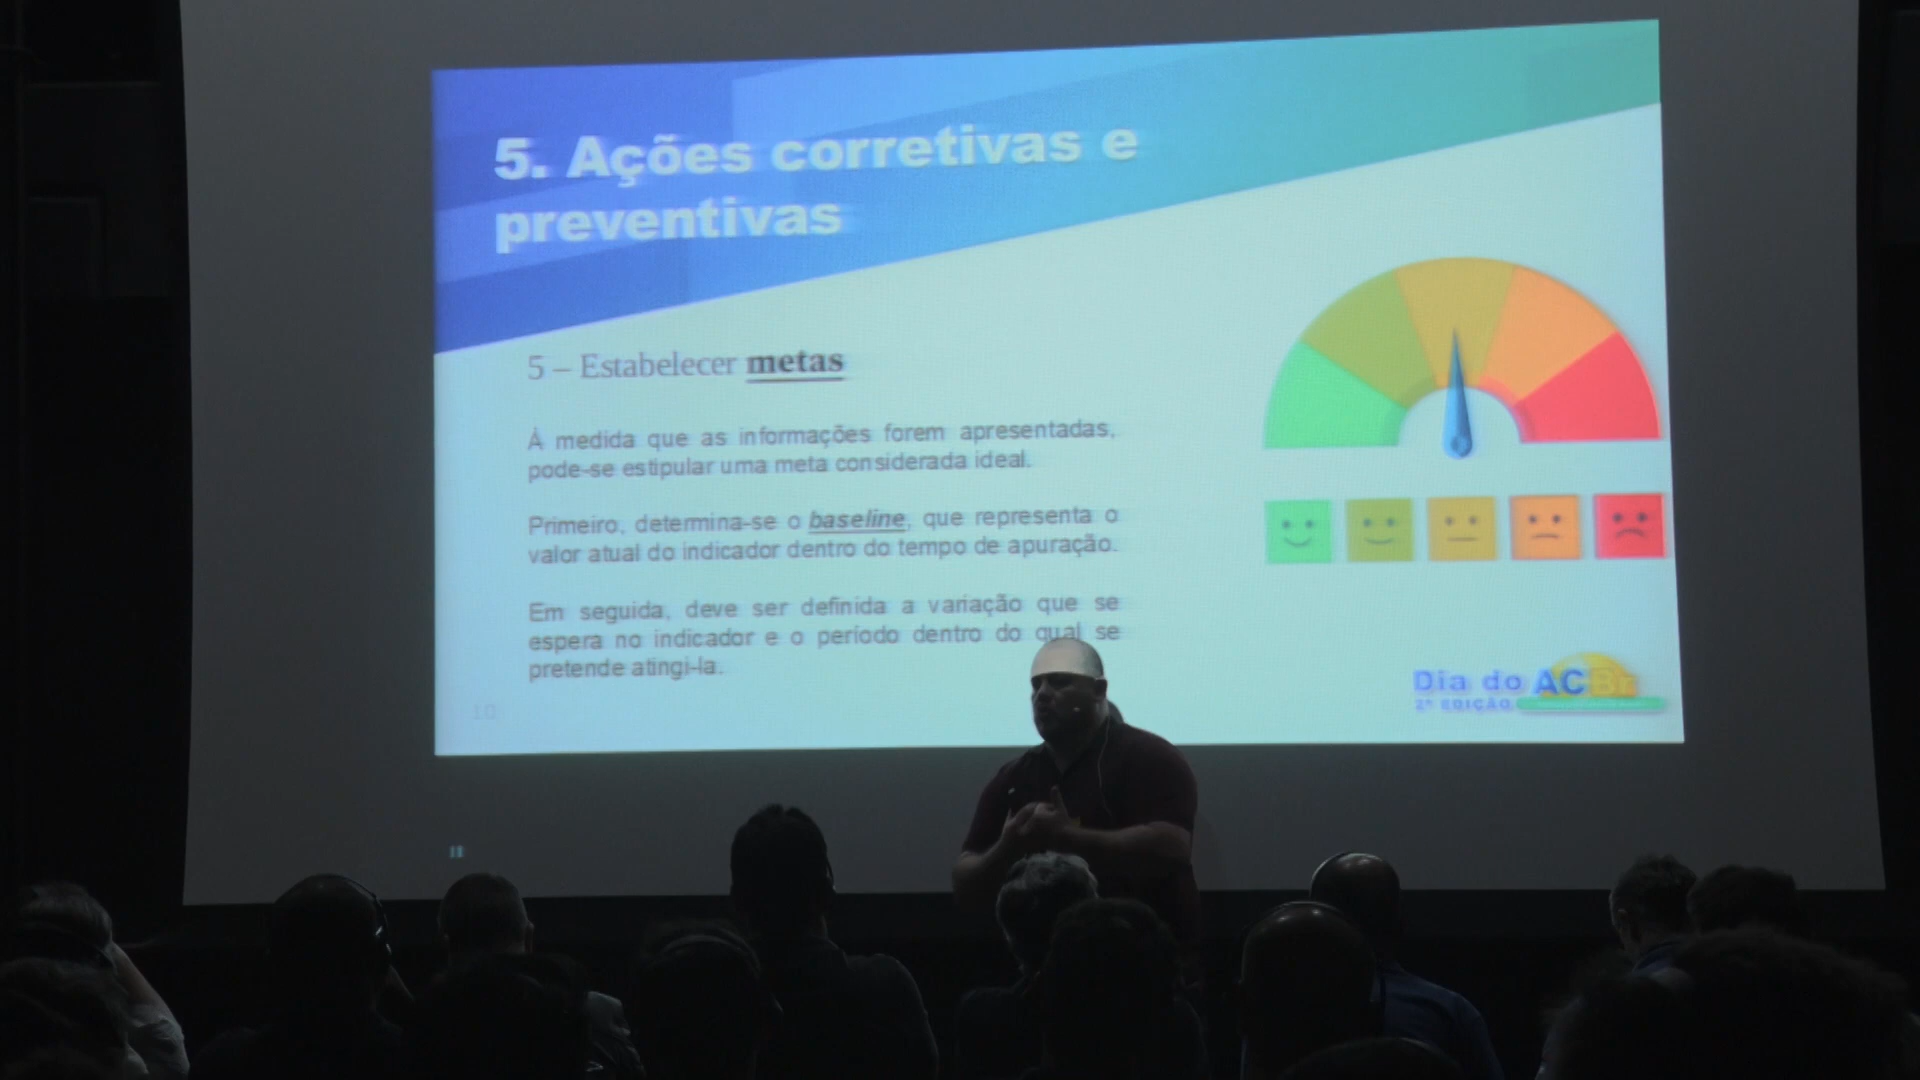 5. Ações corretivas e
preventivas
5 – Estabelecer metas
À medida que as informações forem apresentadas,
pode-se estipular uma meta considerada ideal.
Primeiro, determina-se o baseline, que representa o
valor atual do indicador dentro do tempo de apuração.
Em seguida, deve ser definida a variação que se
espera no indicador e o período dentro do qual se
pretende atingi-la.
10
Dia do ACBr
2ª EDIÇÃO